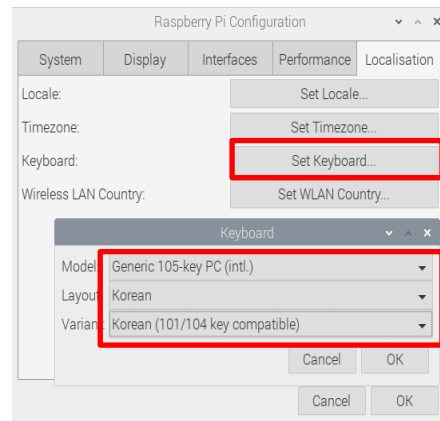 Raspberry Pi Configuration
System Display Interfaces Performance Localisation
Locale: Set Locale...
Timezone: Set Timezone...
Keyboard: Set Keyboard...
Wireless LAN Country: Set WLAN Country...
Keyboard
Model Generic 105-key PC (intl.)
Layout Korean
Varian Korean (101/104 key compatible)
Cancel OK
Cancel OK